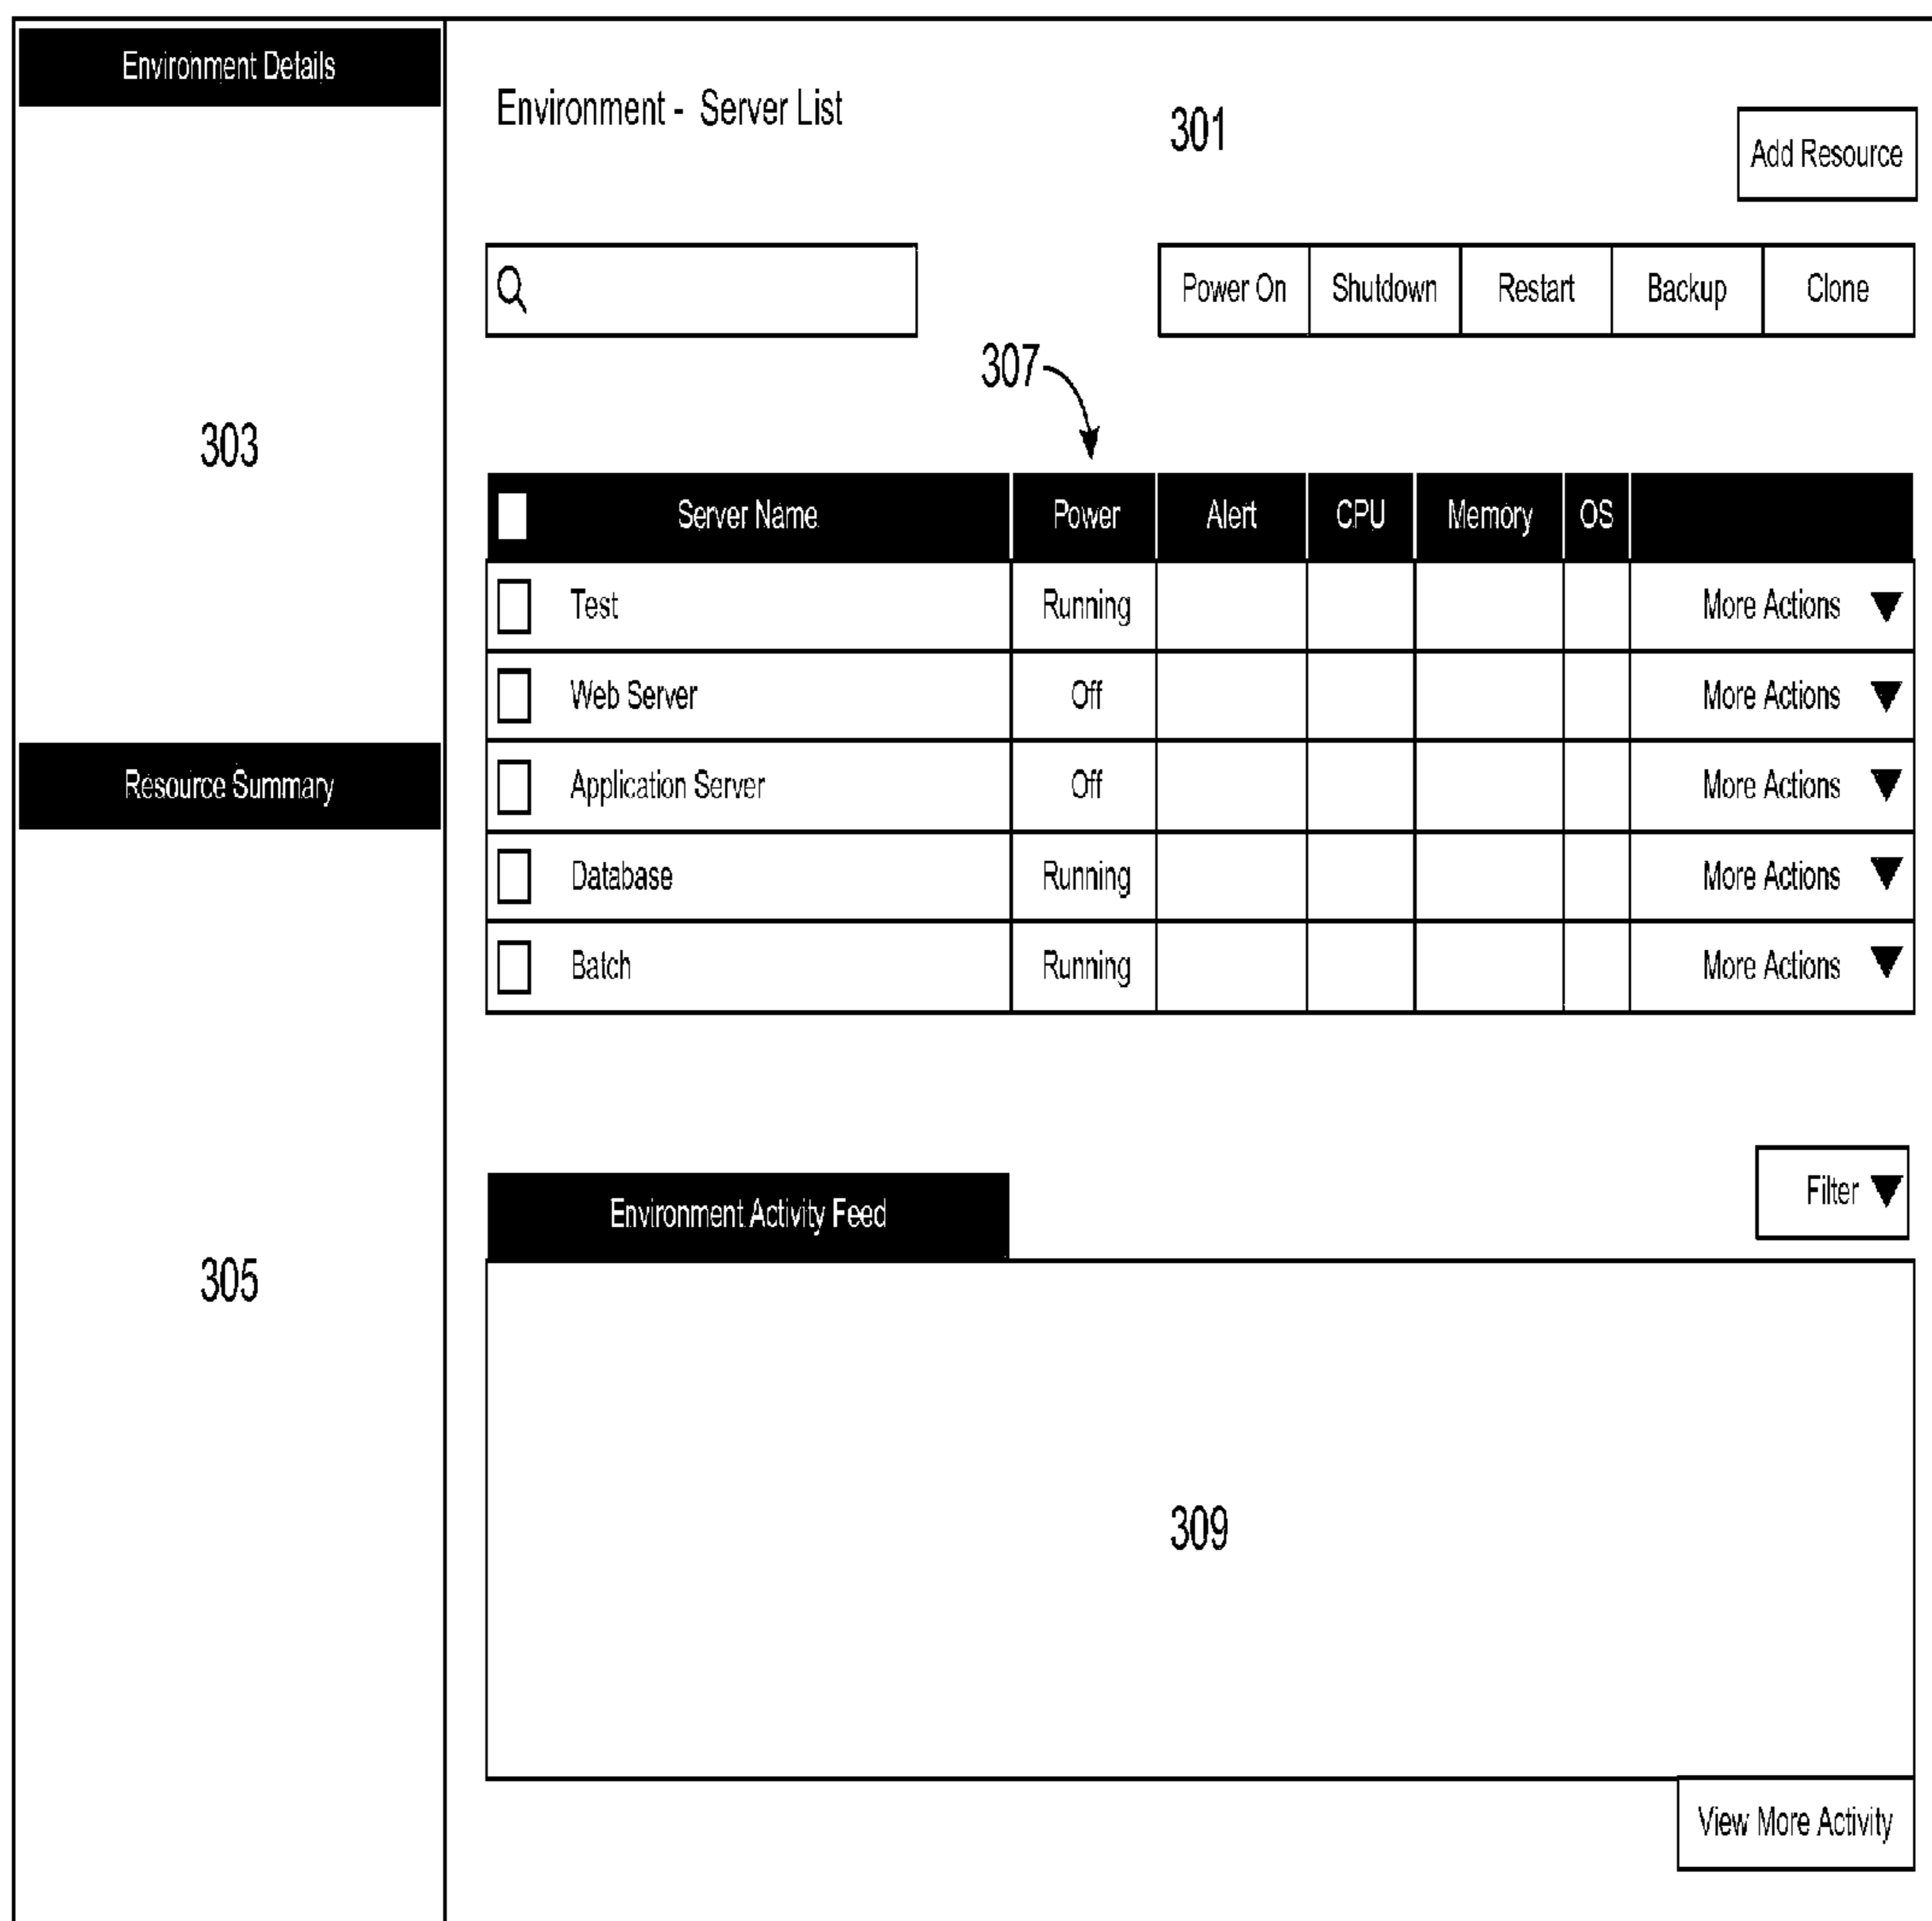 Environment Details
303
Resource Summary
305
Environment - Server List
301
Add Resource
Power On Shutdown Restart Backup Clone
307
Server Name Power Alert CPU Memory OS
Test Running More Actions
Web Server Off More Actions
Application Server Off More Actions
Database Running More Actions
Batch Running More Actions
Environment Activity Feed
Filter
309
View More Activity